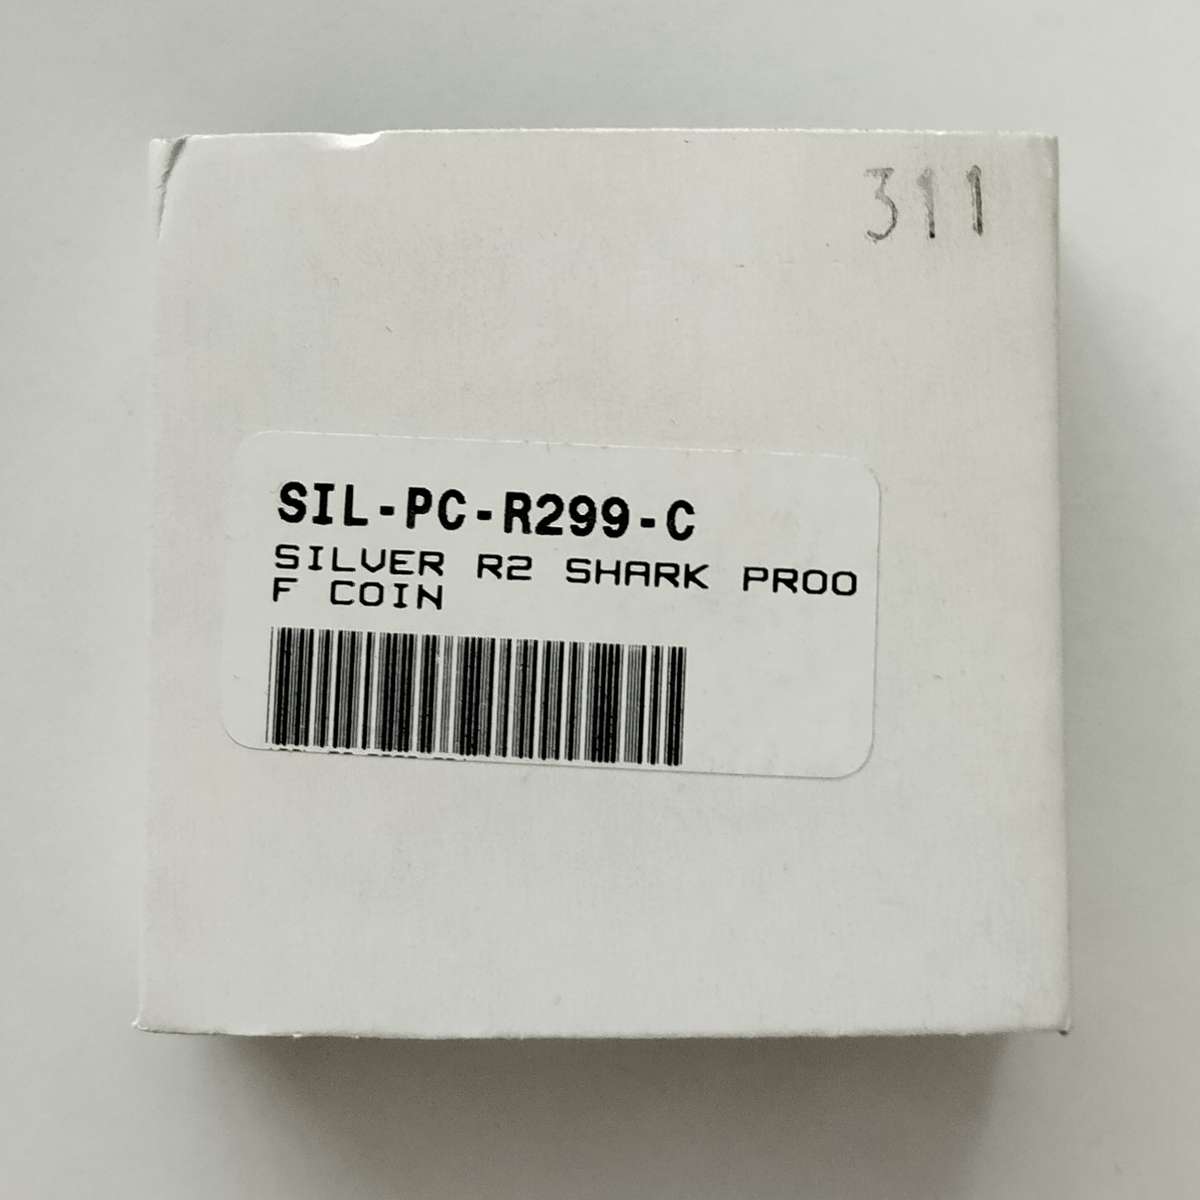 311
SIL-PC-R299-C
SILVER R2 SHARK PROO
F COIN